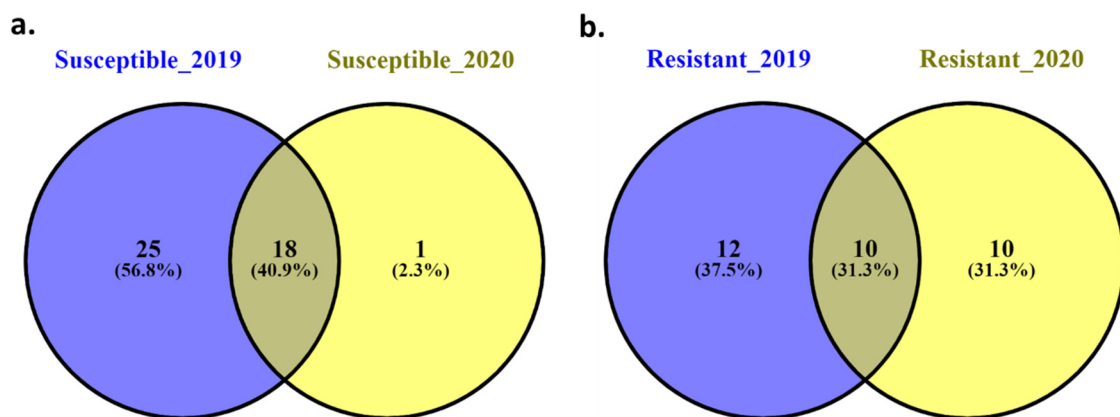 a.
Susceptible_2019
Susceptible_2020
25
(56.8%)
18
(40.9%)
1
(2.3%)
b.
Resistant_2019
Resistant_2020
12
(37.5%)
10
(31.3%)
10
(31.3%)